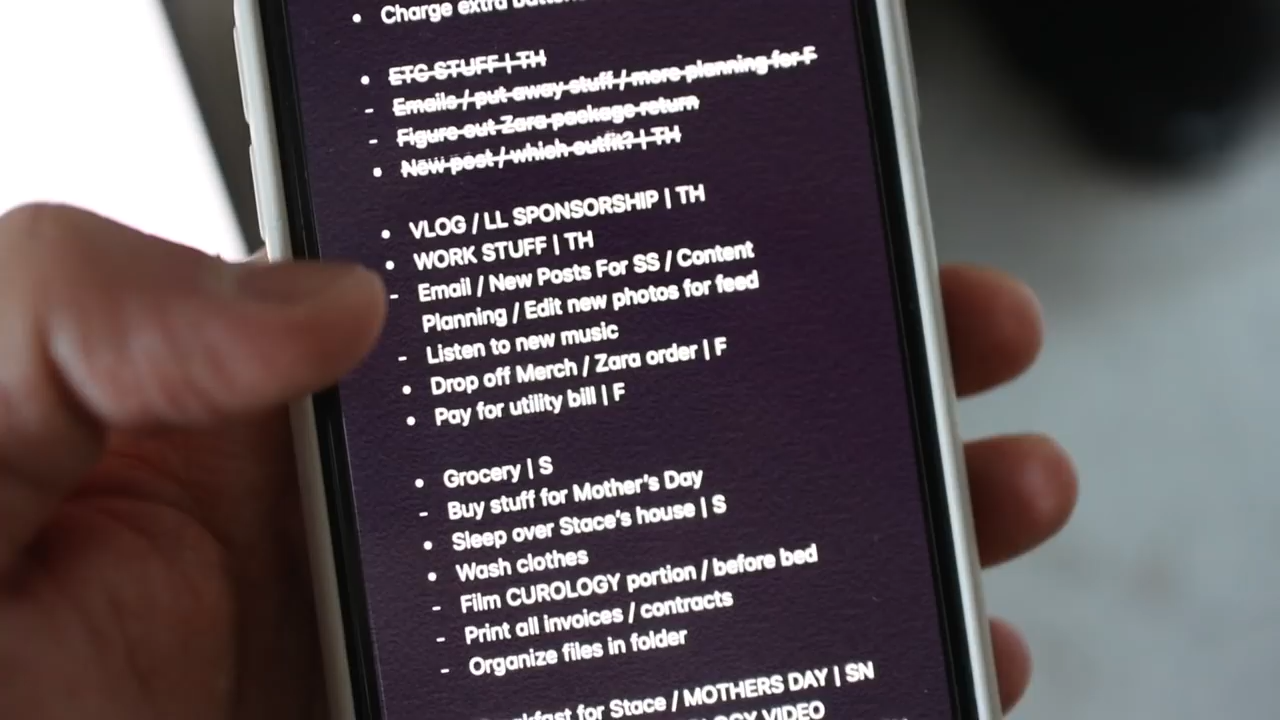 • Charge extra
• ETC STUFF | TH
- Emails / put away stuff / more planning for F
- Figure out Zara package return
• New post / which outfit? | TH
• VLOG / LL SPONSORSHIP | TH
• WORK STUFF | TH
- Email / New Posts For SS / Content
Planning / Edit new photos for feed
- Listen to new music
• Drop off Merch / Zara order | F
• Pay for utility bill | F
• Grocery | S
- Buy stuff for Mother's Day
• Sleep over Stace's house | S
• Wash clothes
- Film CUROLOGY portion / before bed
- Print all invoices / contracts
- Organize files in folder
for Stace / MOTHERS DAY | SN
VIDEO